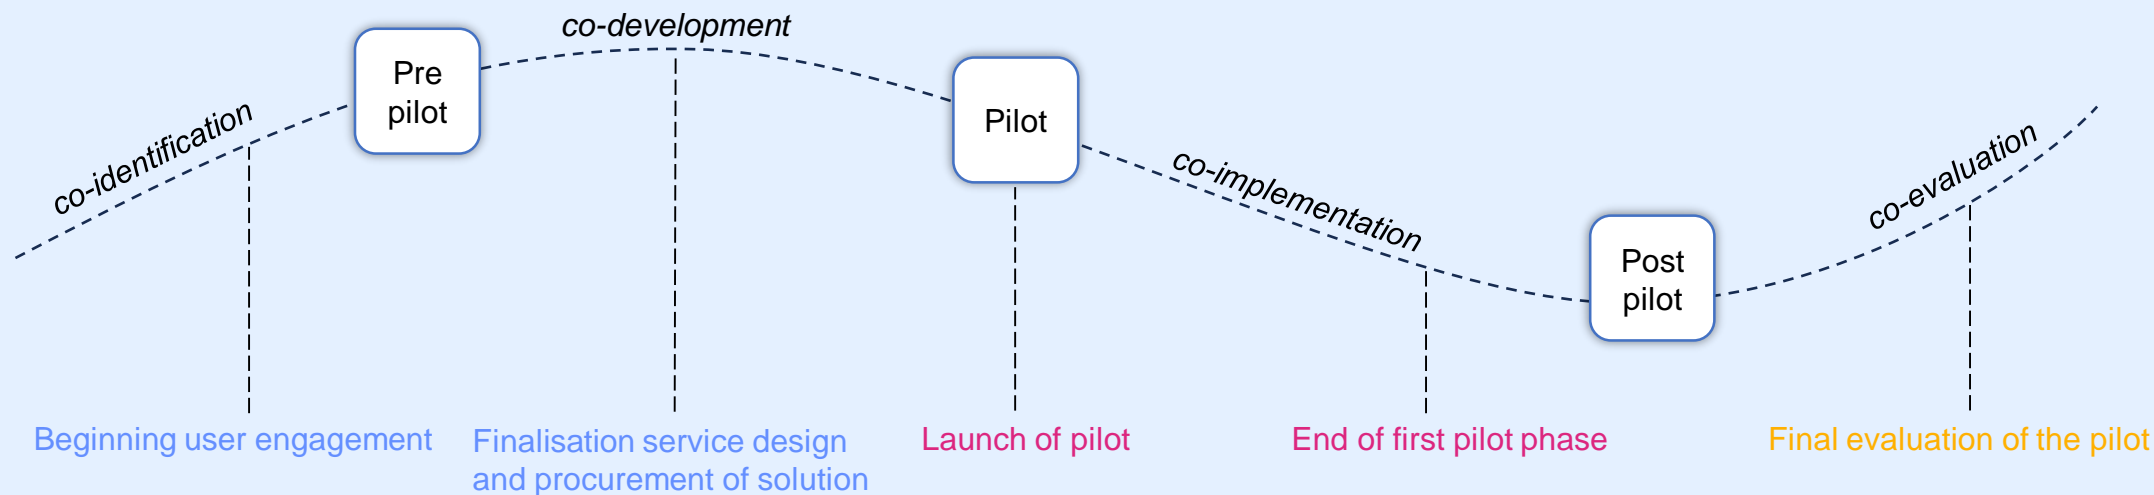 co-identification
Pre
pilot
co-development
Pilot
co-implementation
Post
pilot
co-evaluation
Beginning user engagement
Finalisation service design
and procurement of solution
Launch of pilot
End of first pilot phase
Final evaluation of the pilot